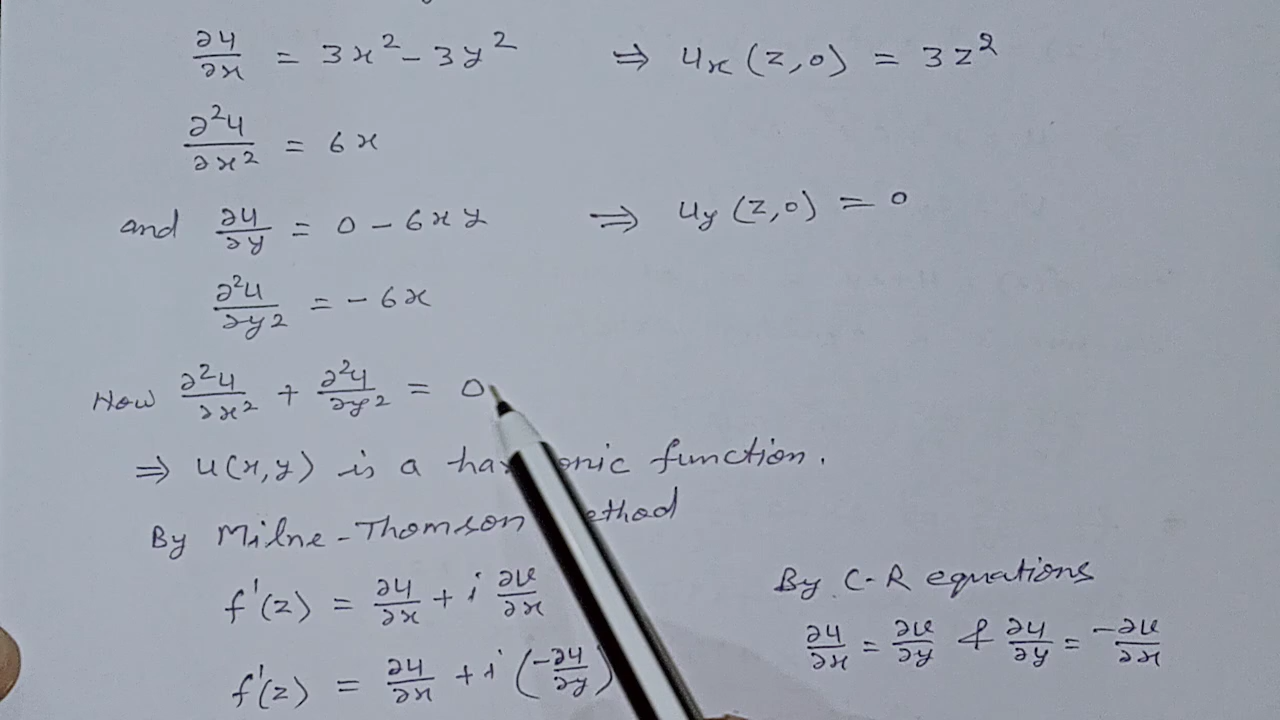 ∂u/∂x = 3x² - 3y² ⇒ uₓ(z,0) = 3z²
∂²u/∂x² = 6x
and ∂u/∂y = 0 - 6xy ⇒ u_y(z,0) = 0
∂²u/∂y² = -6x
Now ∂²u/∂x² + ∂²u/∂y² = 0
⇒ u(x,y) is a harmonic function.
By Milne-Thomson Method
f'(z) = ∂u/∂x + i ∂v/∂x
f'(z) = ∂u/∂x + i (-∂u/∂y)
By C-R equations
∂u/∂x = ∂v/∂y & ∂u/∂y = -∂v/∂x